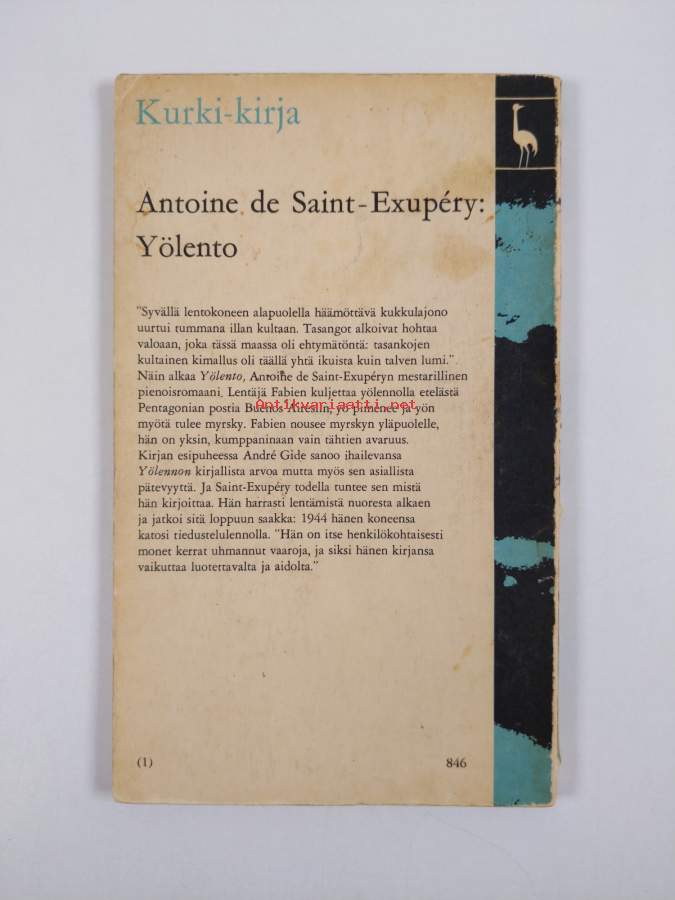 Kurki-kirja
Antoine de Saint-Exupéry:
Yölento
"Syvällä lentokoneen alapuolella häämöttävä kukkulajono
uurtui tummana illan kultaan. Tasangot alkoivat hohtaa
valoaan, joka tässä maassa oli ehtymätöntä: tasankojen
kultainen kimallus oli täällä yhtä ikuista kuin talven lumi."
Näin alkaa Yölento, Antoine de Saint-Exupéryn mestarillinen
pienoisromaani. Lentäjä Fabien kuljettaa yölennolla etelästä
Pentagonian postia Buenos Airesiin, yö pimenee ja yön
Antikvariaatti.net
myötä tulee myrsky. Fabien nousee myrskyn yläpuolelle,
hän on yksin, kumppaninaan vain tähtien avaruus.
Kirjan esipuheessa André Gide sanoo ihailevansa
Yölennon kirjallista arvoa mutta myös sen asiallista
pätevyyttä. Ja Saint-Exupéry todella tuntee sen mistä
hän kirjoittaa. Hän harrasti lentämistä nuoresta alkaen
ja jatkoi sitä loppuun saakka: 1944 hänen koneensa
katosi tiedustelulennolla. "Hän on itse henkilökohtaisesti
monet kerrat uhmannut vaaroja, ja siksi hänen kirjansa
vaikuttaa luotettavalta ja aidolta."
(1) 846